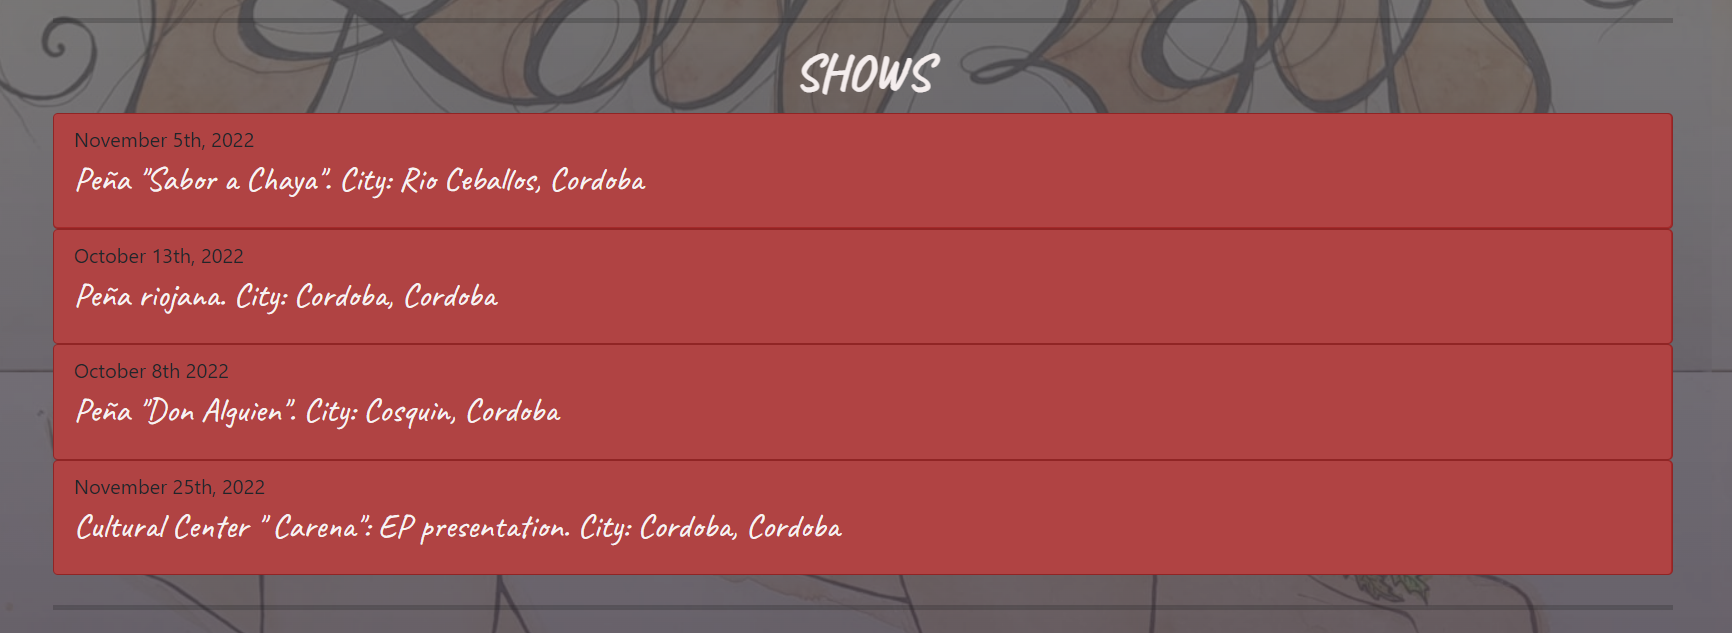 SHOWS
November 5th, 2022
Peña "Sabor a Chaya". City: Rio Ceballos, Cordoba
October 13th, 2022
Peña riojana. City: Cordoba, Cordoba
October 8th 2022
Peña "Don Alguien". City: Cosquin, Cordoba
November 25th, 2022
Cultural Center " Carena": EP presentation. City: Cordoba, Cordoba